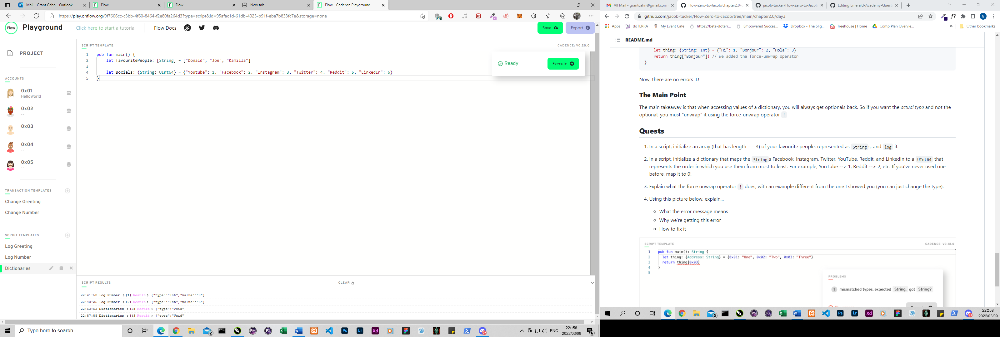 Mail - Grant Cahn - Outlook
Flow -
Flow -
New tab
Flow - Cadence Playground
https://play.onflow.org/9f7606cc-c3bb-4f60-8464-f2e80fa264d3?type=script&id=95afac1d-61db-4023-b91f-eba7b833fc7e&storage=none
27
Flow
Playground
Click here to start a tutorial
Flow Docs
Save
Export
PROJECT
ACCOUNTS
0x01
HelloWorld
0x02
--
0x03
--
0x04
--
0x05
--
TRANSACTION TEMPLATES
Change Greeting
Change Number
SCRIPT TEMPLATES
Log Greeting
Log Number
Dictionaries
SCRIPT TEMPLATE
CADENCE: V0.20.0
1 pub fun main() {
2 let favouritePeople: [String] = ["Donald", "Joe", "Kamilla"]
3
4 let socials: {String: UInt64} = {"Youtube": 1, "Facebook": 2, "Instagram": 3, "Twitter": 4, "Reddit": 5, "LinkedIn": 6}
5 }
Ready
Execute
SCRIPT RESULTS
CLEAR
22:41:58 Log Number > [1] Result > {"type":"Int","value":"0"}
22:43:25 Log Number > [2] Result > {"type":"Int","value":"5"}
22:53:53 Dictionaries > [3] Result > {"type":"Void"}
22:57:55 Dictionaries > [4] Result > {"type":"Void"}
Type here to search
ENG
22:58
2022/03/09
All Mail - grantcahn@gmail.com
Flow-Zero-to-Jacob/chapter2.0/
jacob-tucker/Flow-Zero-to-Jacob
Editing Emerald-Academy-Quest
github.com/jacob-tucker/Flow-Zero-to-Jacob/tree/main/chapter2.0/day3
Apps
doTERRA
My Event Cafe
https://beta-doterr...
Empowered Succes...
Dropbox - The Slig...
Treehouse | Home
Comp Plan Overvie...
Other bookmarks
README.md
let thing: {String: Int} = {"Hi": 1, "Bonjour": 2, "Hola": 3}
return thing["Bonjour"]! // we added the force-unwrap operator
}
Now, there are no errors :D
The Main Point
The main takeaway is that when accessing values of a dictionary, you will always get optionals back. So if you want the actual type and not the
optional, you must "unwrap" it using the force-unwrap operator !
Quests
1. In a script, initialize an array (that has length == 3) of your favourite people, represented as String s, and log it.
2. In a script, initialize a dictionary that maps the String s Facebook, Instagram, Twitter, YouTube, Reddit, and LinkedIn to a UInt64 that
represents the order in which you use them from most to least. For example, YouTube --> 1, Reddit --> 2, etc. If you've never used one
before, map it to 0!
3. Explain what the force unwrap operator ! does, with an example different from the one I showed you (you can just change the type).
4. Using this picture below, explain...
What the error message means
Why we're getting this error
How to fix it
SCRIPT TEMPLATE
CADENCE: V0.18.0
1 pub fun main(): String {
2 let thing: {Address: String} = {0x01: "One", 0x02: "Two", 0x03: "Three"}
3 return thing[0x03]
4 }
5
PROBLEMS
1 mismatched types. expected String, got String?
22:58
2022/03/09